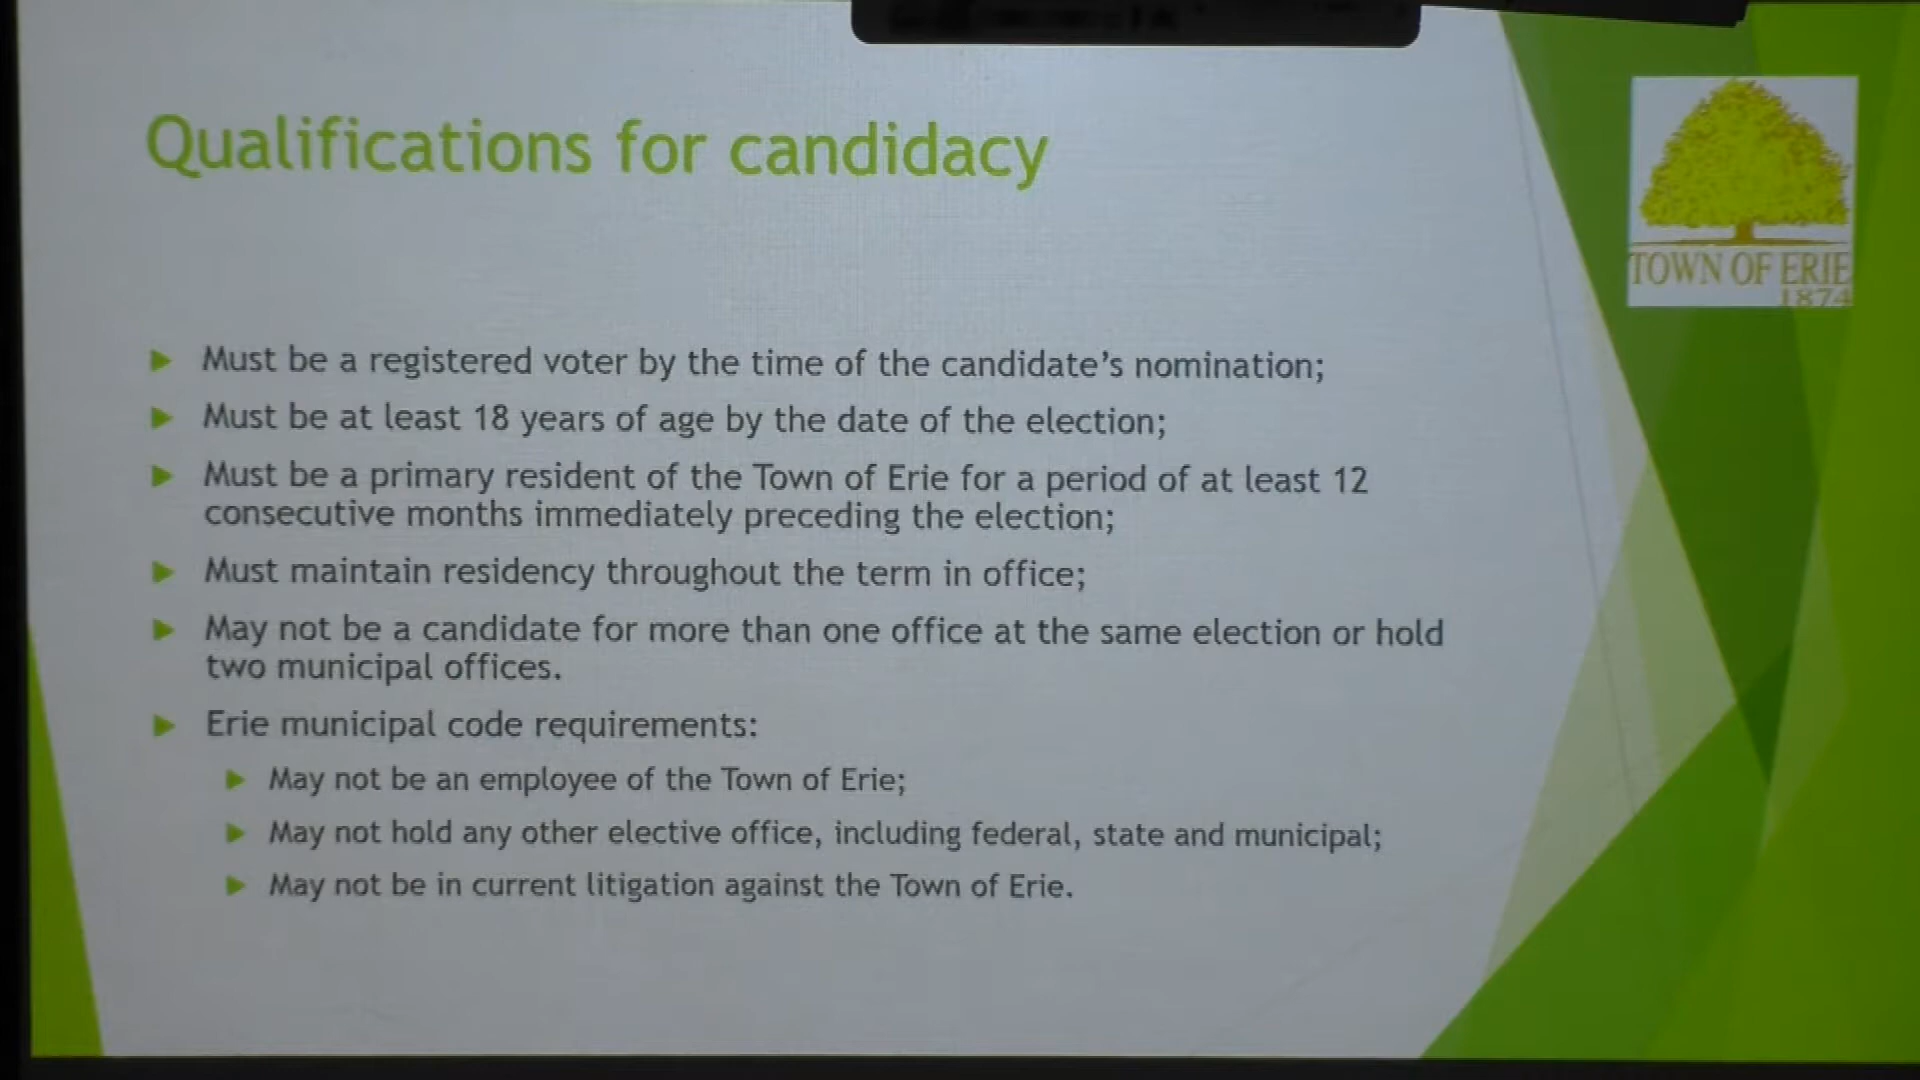 Qualifications for candidacy
TOWN OF ERIE
1874
Must be a registered voter by the time of the candidate's nomination;
Must be at least 18 years of age by the date of the election;
Must be a primary resident of the Town of Erie for a period of at least 12
consecutive months immediately preceding the election;
Must maintain residency throughout the term in office;
May not be a candidate for more than one office at the same election or hold
two municipal offices.
Erie municipal code requirements:
May not be an employee of the Town of Erie;
May not hold any other elective office, including federal, state and municipal;
May not be in current litigation against the Town of Erie.